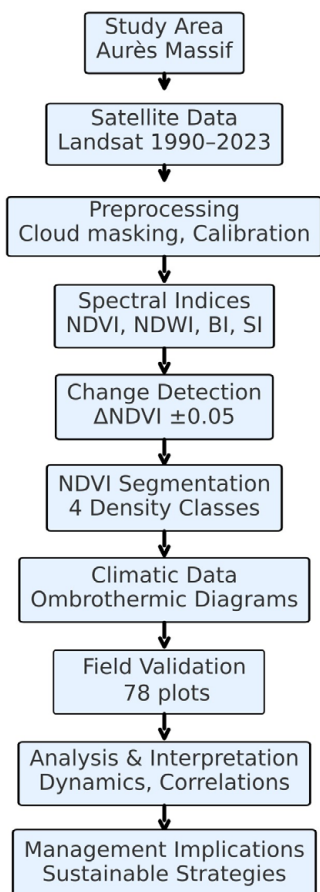 Study Area
Aurès Massif
Satellite Data
Landsat 1990–2023
Preprocessing
Cloud masking, Calibration
Spectral Indices
NDVI, NDWI, BI, SI
Change Detection
ΔNDVI ±0.05
NDVI Segmentation
4 Density Classes
Climatic Data
Ombrothermic Diagrams
Field Validation
78 plots
Analysis & Interpretation
Dynamics, Correlations
Management Implications
Sustainable Strategies